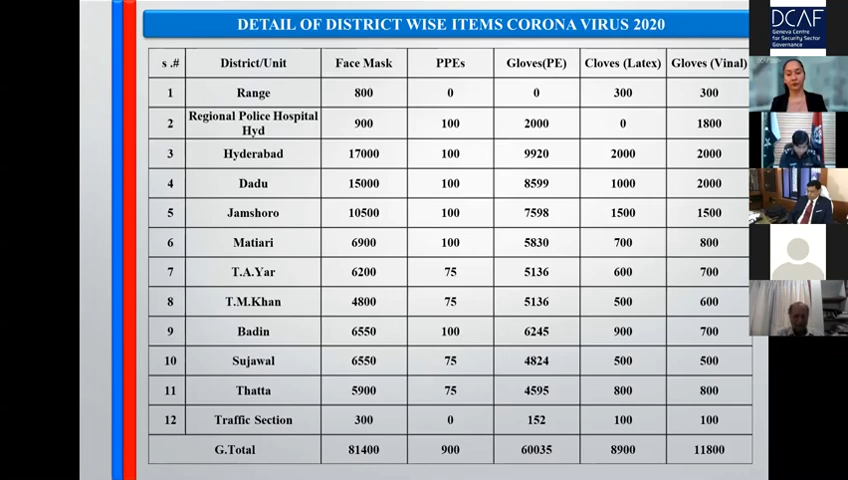 DETAIL OF DISTRICT WISE ITEMS CORONA VIRUS 2020
s .# District/Unit Face Mask PPEs Gloves(PE) Cloves (Latex) Gloves (Vinal)
1 Range 800 0 0 300 300
2 Regional Police Hospital Hyd 900 100 2000 0 1800
3 Hyderabad 17000 100 9920 2000 2000
4 Dadu 15000 100 8599 1000 2000
5 Jamshoro 10500 100 7598 1500 1500
6 Matiari 6900 100 5830 700 800
7 T.A.Yar 6200 75 5136 600 700
8 T.M.Khan 4800 75 5136 500 600
9 Badin 6550 100 6245 900 700
10 Sujawal 6550 75 4824 500 500
11 Thatta 5900 75 4595 800 800
12 Traffic Section 300 0 152 100 100
G.Total 81400 900 60035 8900 11800
DCAF
Geneva Centre
for Security Sector
Governance